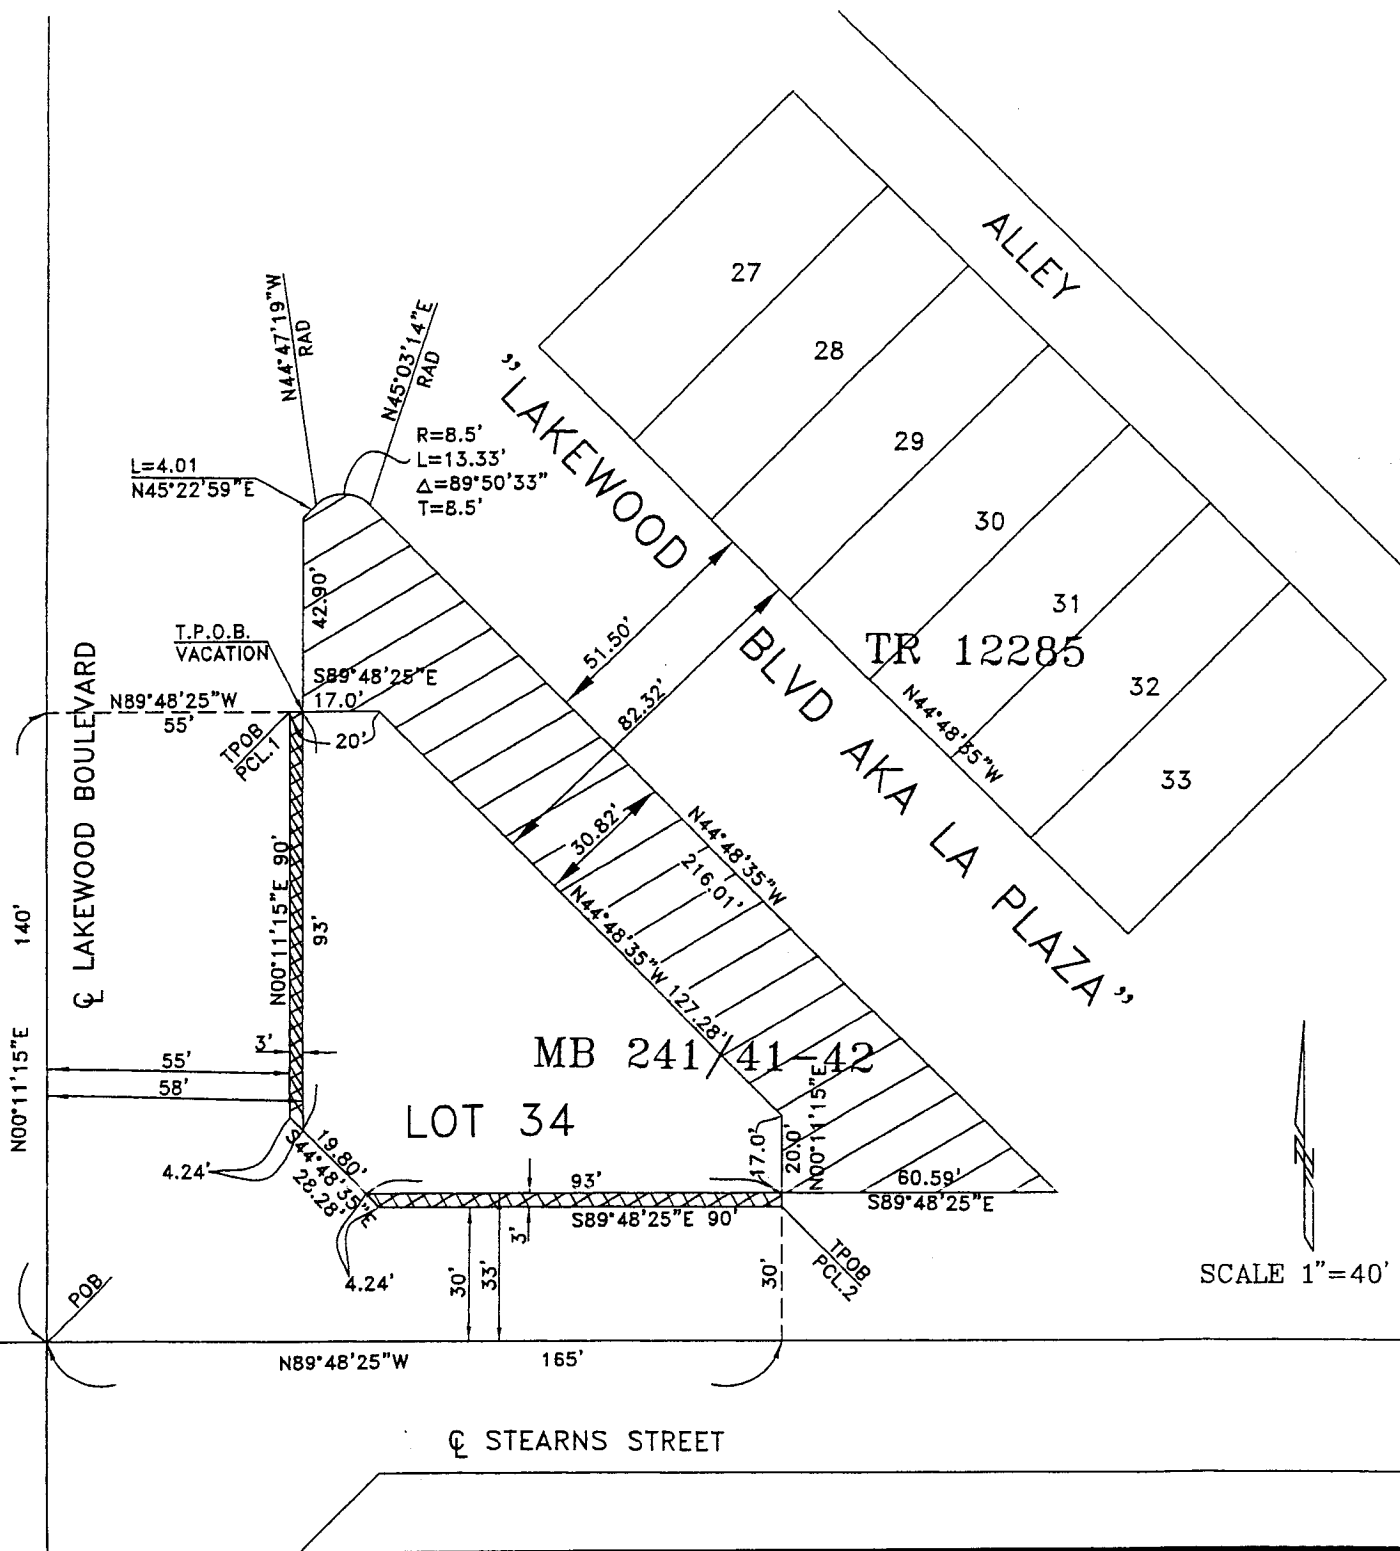 27
28
29
30
31
32
33
ALLEY
"LAKEWOOD
BLVD AKA LA PLAZA"
TR 12285
N44°48'35"W
N44°47'19"W
RAD
N45°03'14"E
RAD
R=8.5'
L=13.33'
Δ=89°50'33"
T=8.5'
L=4.01
N45°22'59"E
42.90'
51.50'
82.32'
T.P.O.B.
VACATION
S89°48'25"E
17.0'
20'
N89°48'25"W
55'
TPOB
PCL.1
℄ LAKEWOOD BOULEVARD
30.82'
N44°48'35"W
216.01'
N44°48'35"W 127.28'
N00°11'15"E 90'
93'
140'
N00°11'15"E
3'
55'
58'
MB 241/41-42
LOT 34
4.24'
19.80'
S44°48'35"E
28.28'
4.24'
93'
S89°48'25"E 90'
3'
30'
33'
17.0'
20.0'
N00°11'15"E
60.59'
S89°48'25"E
TPOB
PCL.2
30'
N
SCALE 1"=40'
POB
N89°48'25"W
165'
℄ STEARNS STREET